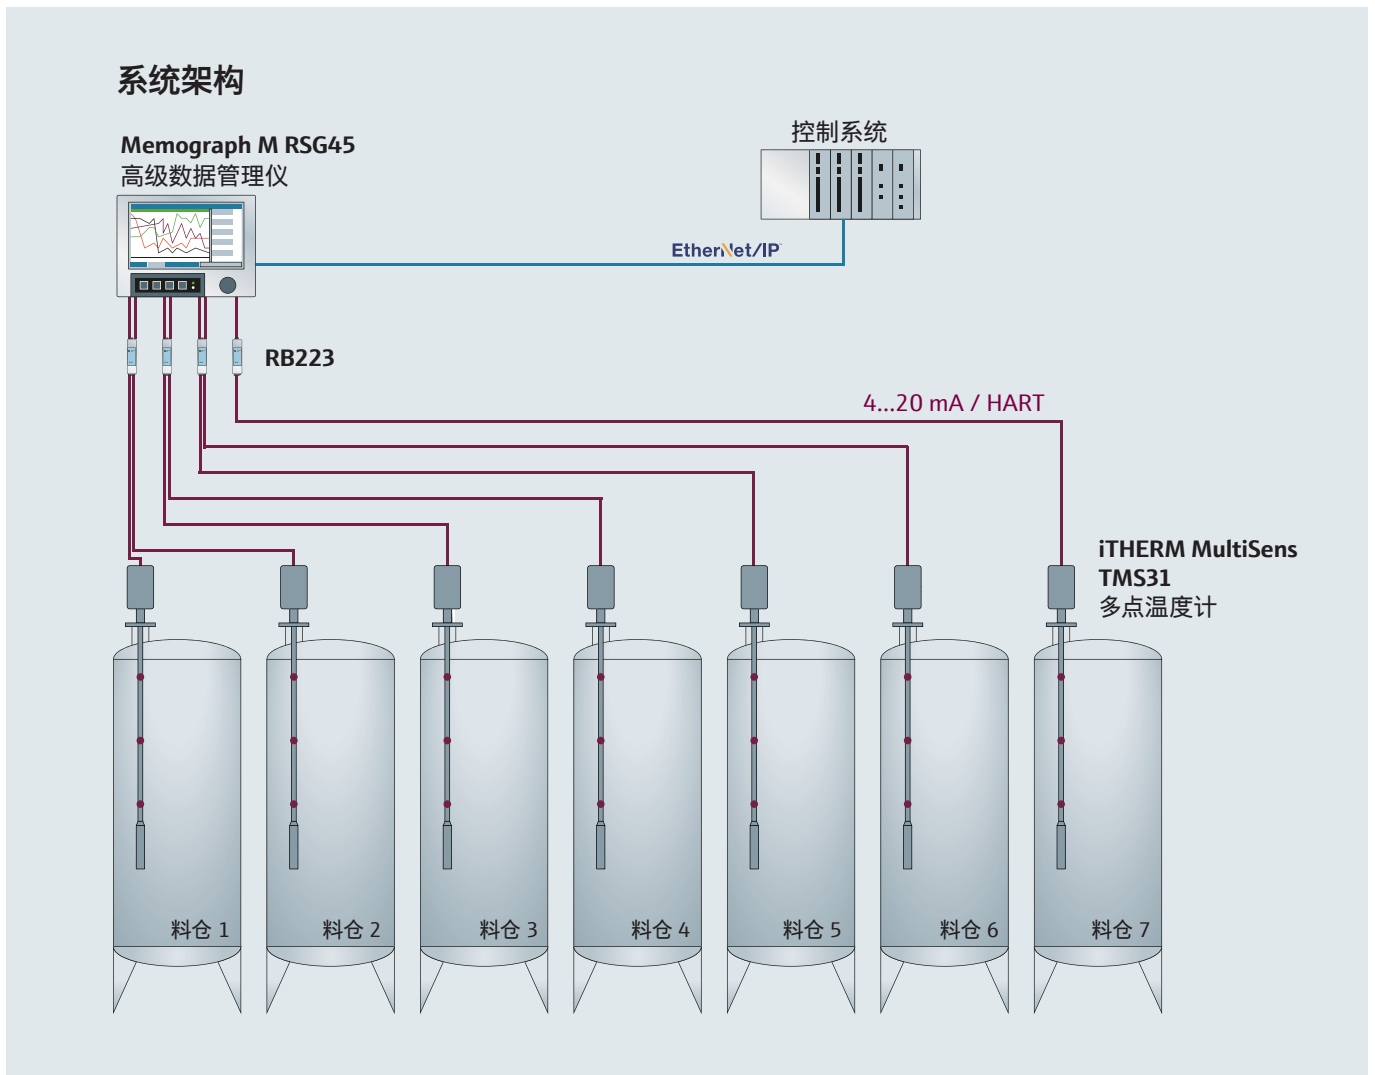 系统架构
Memograph M RSG45
高级数据管理仪
控制系统
EtherNet/IP
RB223
4...20 mA / HART
iTHERM MultiSens
TMS31
多点温度计
料仓 1
料仓 2
料仓 3
料仓 4
料仓 5
料仓 6
料仓 7